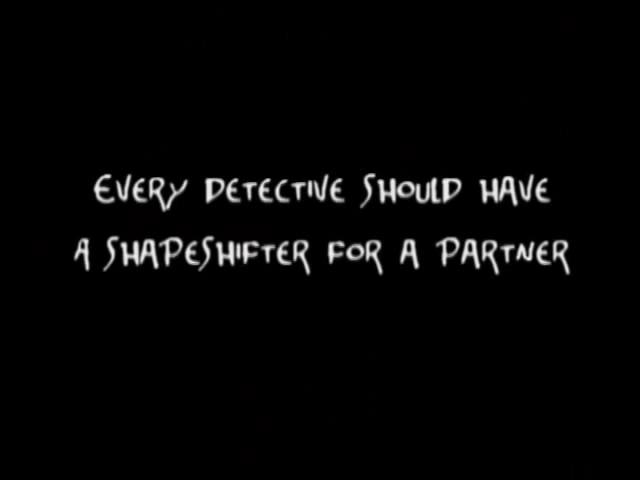 Every detective should have
a shapeshifter for a partner